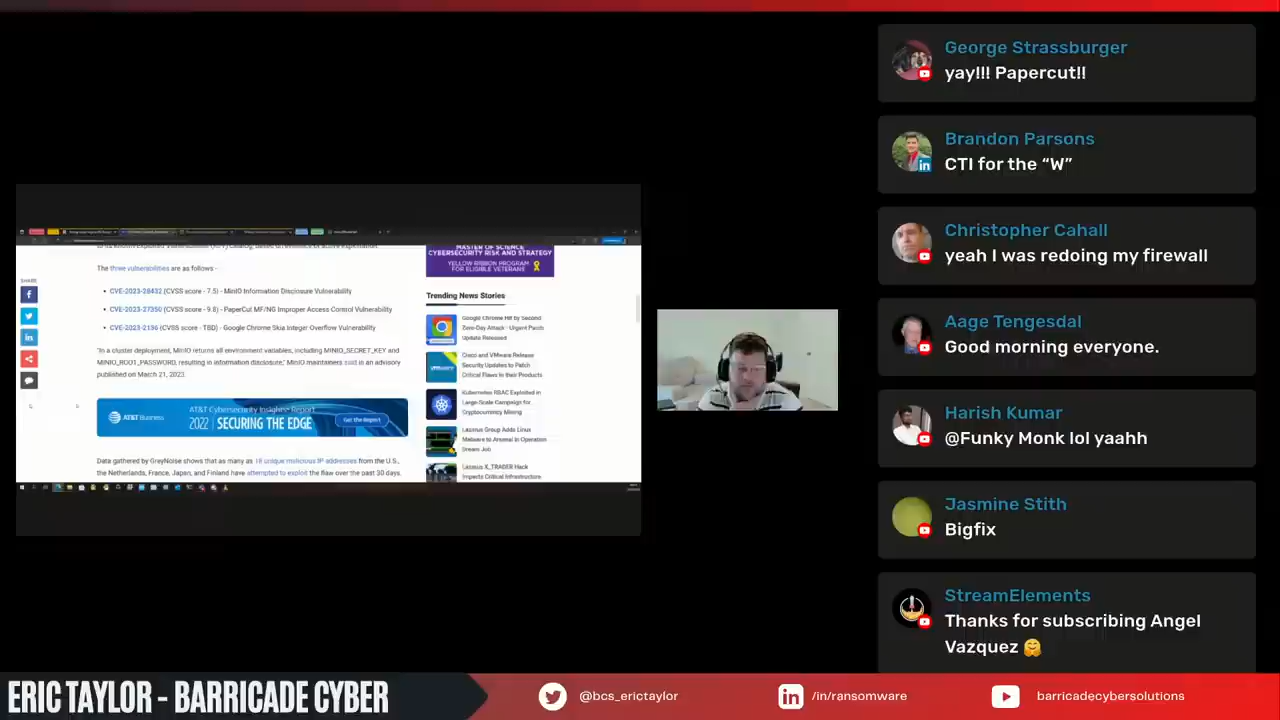 The three vulnerabilities are as follows -
• CVE-2023-28432 (CVSS score - 7.5) - MinIO Information Disclosure Vulnerability
• CVE-2023-27350 (CVSS score - 9.8) - PaperCut MF/NG Improper Access Control Vulnerability
• CVE-2023-2136 (CVSS score - TBD) - Google Chrome Skia Integer Overflow Vulnerability
"In a cluster deployment, MinIO returns all environment variables, including MINIO_SECRET_KEY and
MINIO_ROOT_PASSWORD, resulting in information disclosure," MinIO maintainers said in an advisory
published on March 21, 2023.
AT&T Business
AT&T Cybersecurity Insights Report
2022 | SECURING THE EDGE
Get the Report
Data gathered by GreyNoise shows that as many as 18 unique malicious IP addresses from the U.S.,
the Netherlands, France, Japan, and Finland have attempted to exploit the flaw over the past 30 days.
SHARE
MASTER OF SCIENCE
CYBERSECURITY RISK AND STRATEGY
YELLOW RIBBON PROGRAM
FOR ELIGIBLE VETERANS
Trending News Stories
Google Chrome Hit by Second
Zero-Day Attack - Urgent Patch
Update Released
Cisco and VMware Release
Security Updates to Patch
Critical Flaws in their Products
Kubernetes RBAC Exploited in
Large-Scale Campaign for
Cryptocurrency Mining
Lazarus Group Adds Linux
Malware to Arsenal in Operation
Dream Job
Lazarus X_TRADER Hack
Impacts Critical Infrastructure
George Strassburger
yay!!! Papercut!!
Brandon Parsons
CTI for the “W”
Christopher Cahall
yeah I was redoing my firewall
Aage Tengesdal
Good morning everyone.
Harish Kumar
@Funky Monk lol yaahh
Jasmine Stith
Bigfix
StreamElements
Thanks for subscribing Angel
Vazquez 🤗
ERIC TAYLOR - BARRICADE CYBER
@bcs_erictaylor
/in/ransomware
barricadecybersolutions